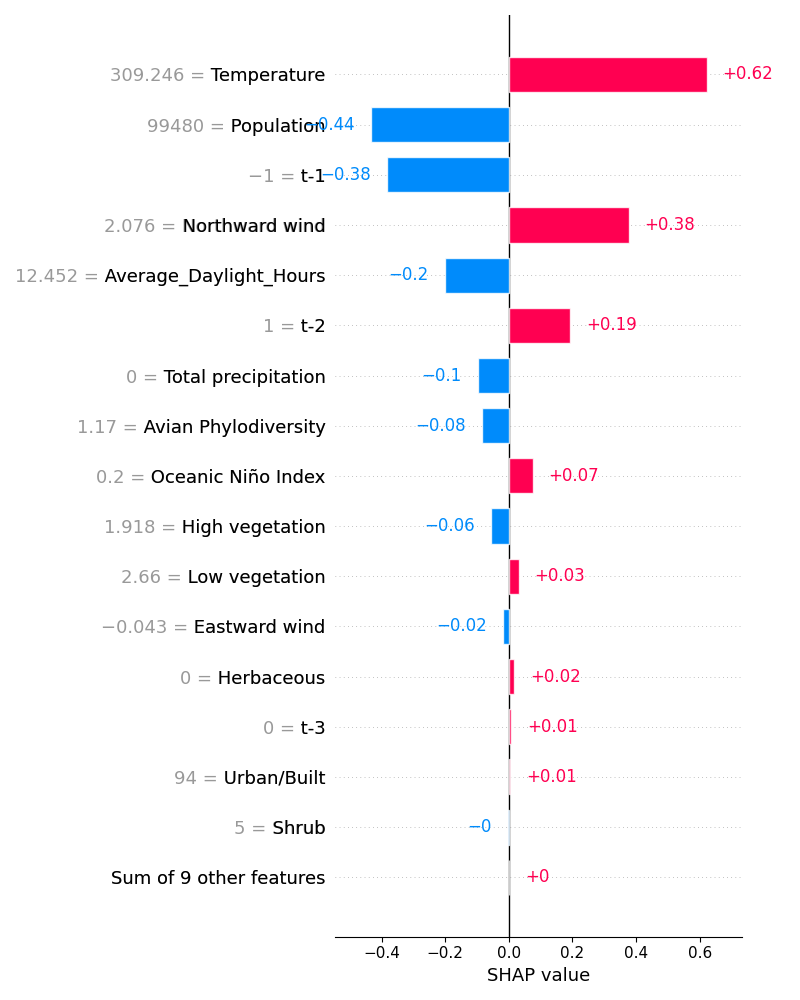 309.246 = Temperature +0.62
99480 = Population −0.44
−1 = t-1 −0.38
2.076 = Northward wind +0.38
12.452 = Average_Daylight_Hours −0.2
1 = t-2 +0.19
0 = Total precipitation −0.1
1.17 = Avian Phylodiversity −0.08
0.2 = Oceanic Niño Index +0.07
1.918 = High vegetation −0.06
2.66 = Low vegetation +0.03
−0.043 = Eastward wind −0.02
0 = Herbaceous +0.02
0 = t-3 +0.01
94 = Urban/Built +0.01
5 = Shrub −0
Sum of 9 other features +0
−0.4 −0.2 0.0 0.2 0.4 0.6
SHAP value